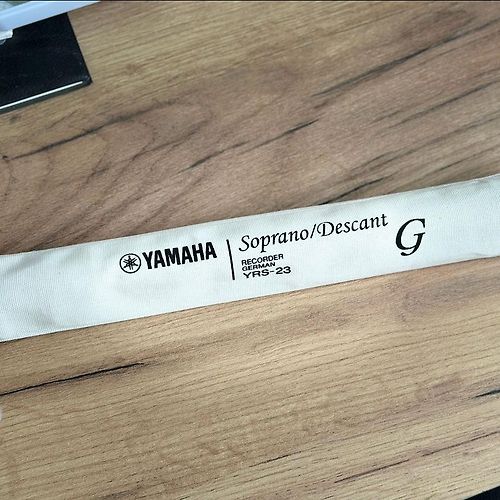 YAMAHA
Soprano/Descant
RECORDER
GERMAN
YRS-23
G